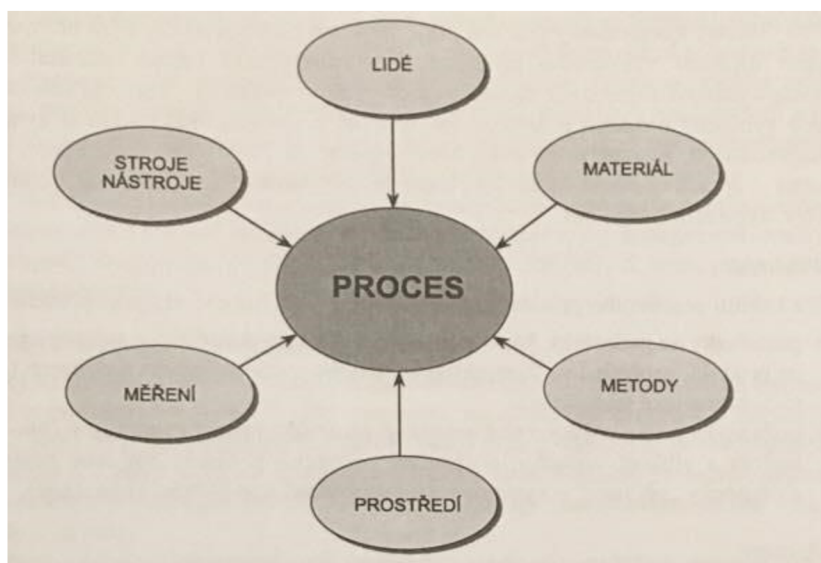 LIDÉ
STROJE
NÁSTROJE
MATERIÁL
PROCES
MĚŘENÍ
METODY
PROSTŘEDÍ